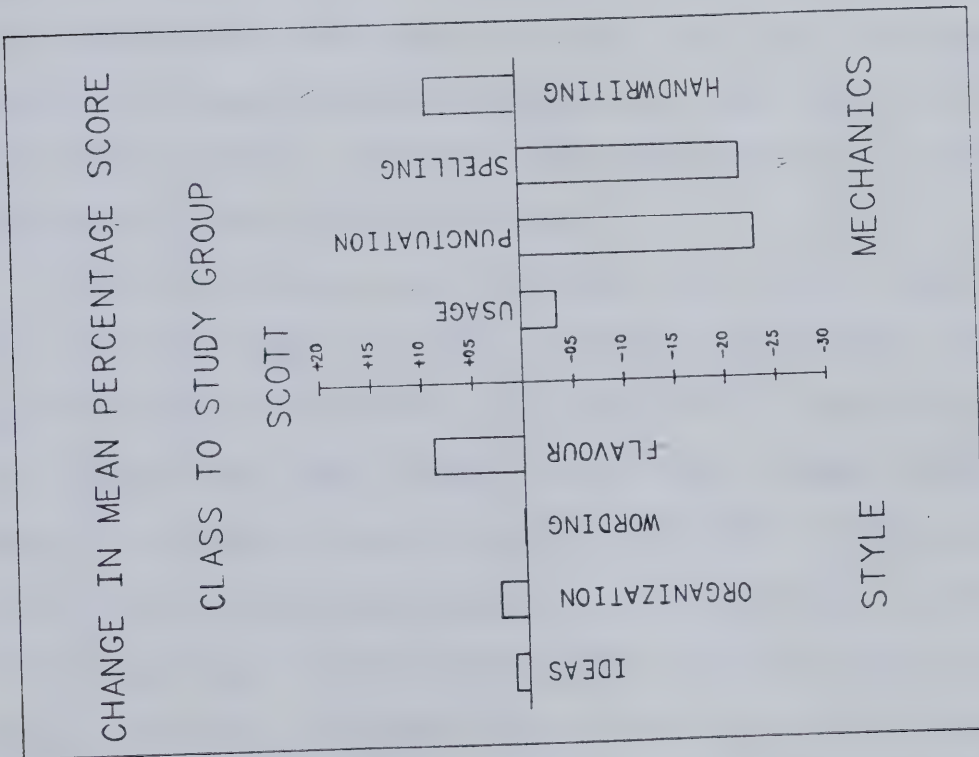 CHANGE IN MEAN PERCENTAGE SCORE
CLASS TO STUDY GROUP
SCOTT
+20
+15
+10
+05
-05
-10
-15
-20
-25
-30
IDEAS
ORGANIZATION
WORDING
FLAVOUR
USAGE
PUNCTUATION
SPELLING
HANDWRITING
STYLE
MECHANICS